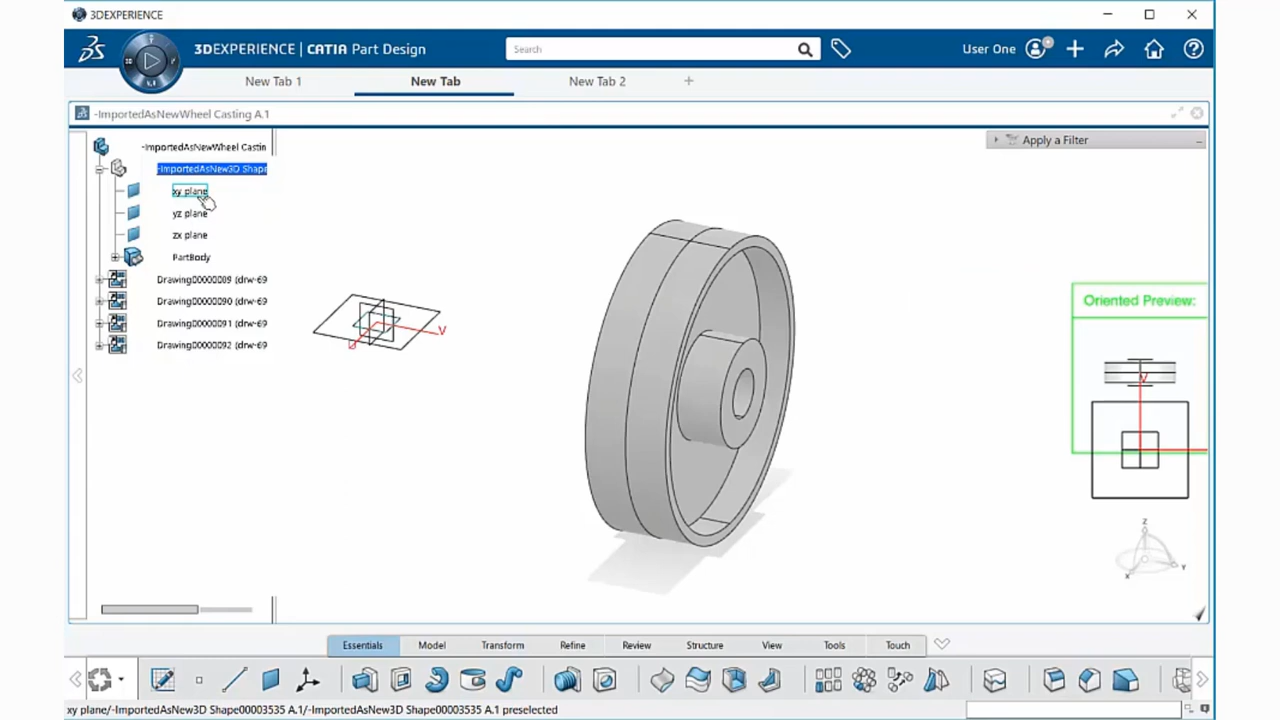 3DEXPERIENCE
3DEXPERIENCE | CATIA Part Design
Search
User One
New Tab 1
New Tab
New Tab 2
-ImportedAsNewWheel Casting A.1
-ImportedAsNewWheel Castin
Apply a Filter
-ImportedAsNew3D Shape
xy plane
yz plane
zx plane
PartBody
Drawing00000089 (drw-69
Drawing00000090 (drw-69
Drawing00000091 (drw-69
Drawing00000092 (drw-69
V
Oriented Preview:
V
Z
X
Y
Essentials
Model
Transform
Refine
Review
Structure
View
Tools
Touch
xy plane/-ImportedAsNew3D Shape00003535 A.1/-ImportedAsNew3D Shape00003535 A.1 preselected